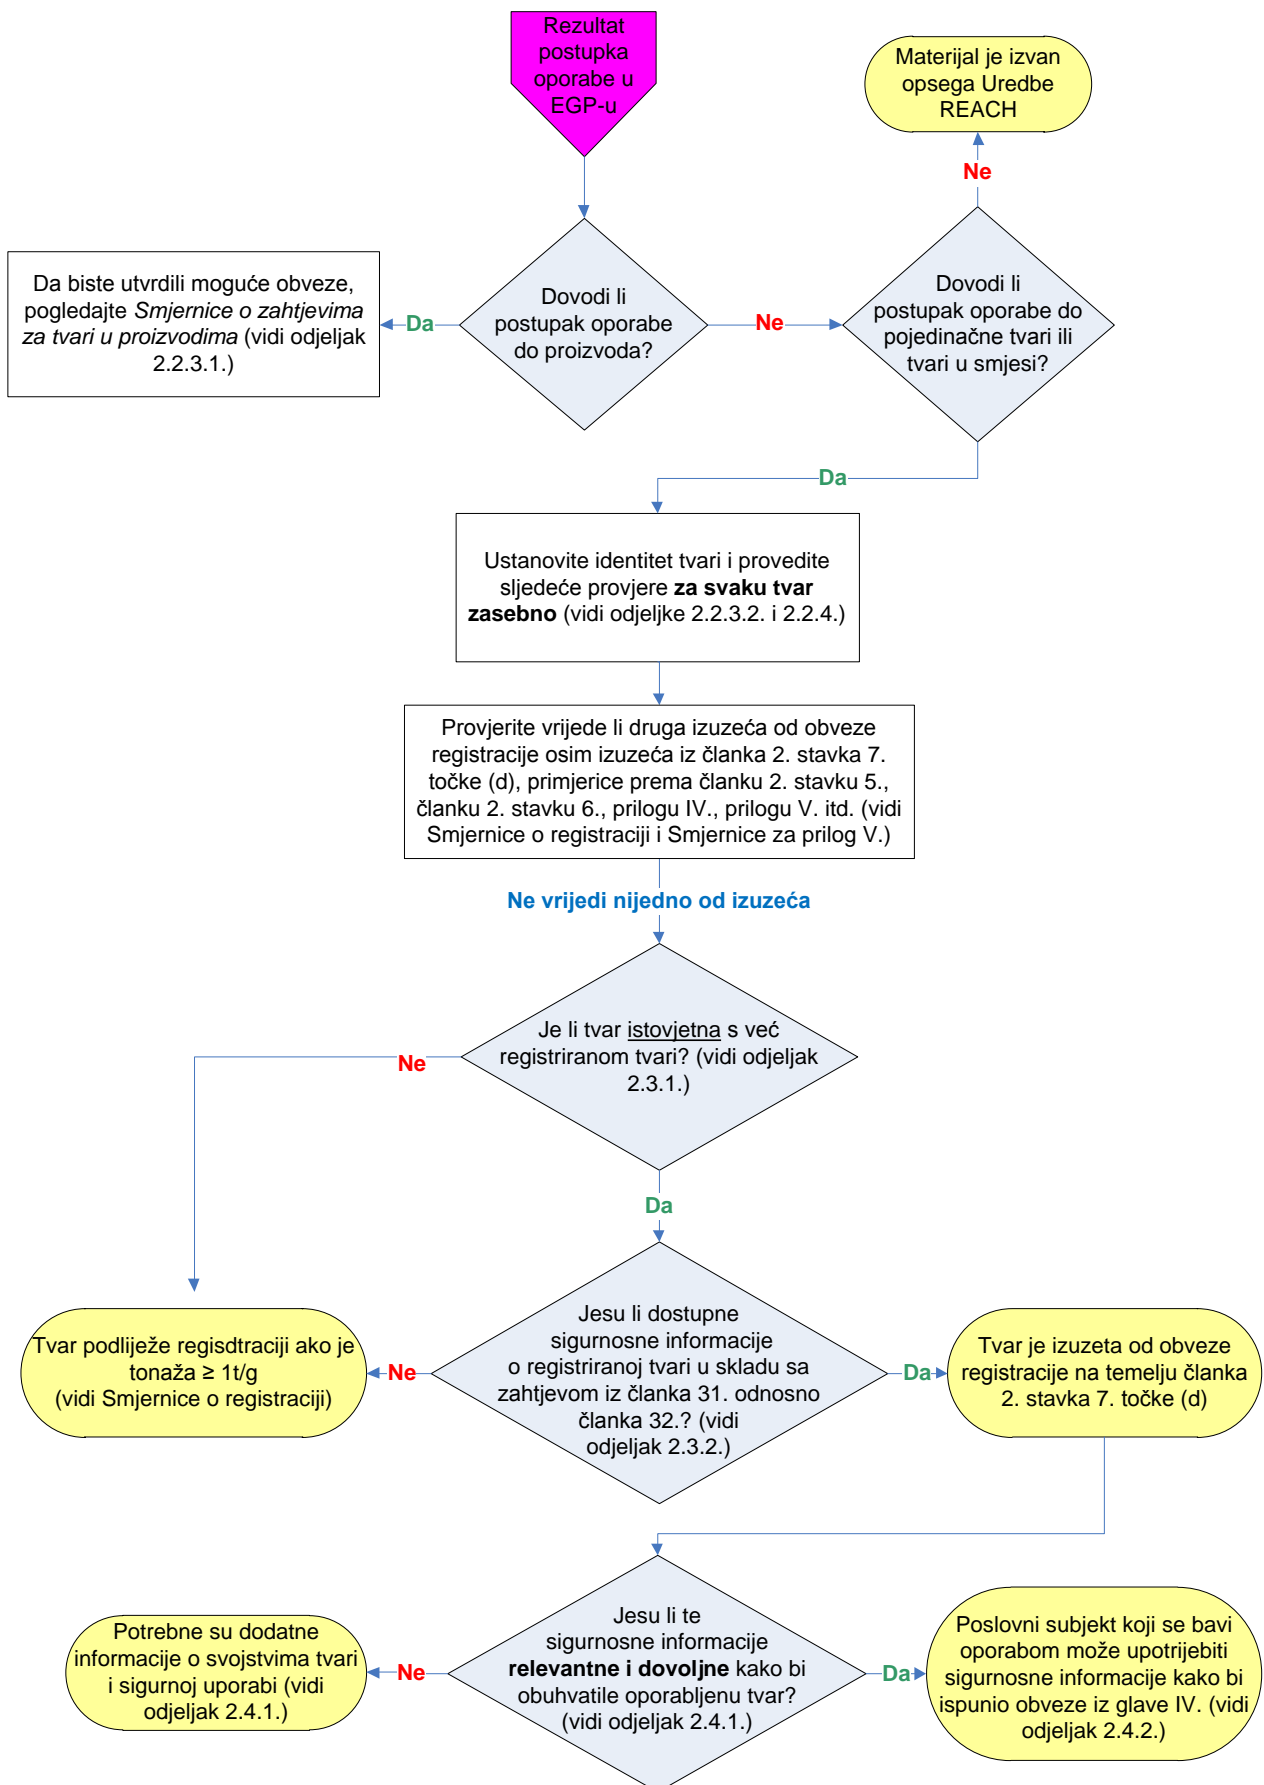 Rezultat
postupka
oporabe u
EGP-u
Materijal je izvan
opsega Uredbe
REACH
Ne
Da biste utvrdili moguće obveze,
pogledajte Smjernice o zahtjevima
za tvari u proizvodima (vidi odjeljak
2.2.3.1.)
Da
Dovodi li
postupak oporabe
do proizvoda?
Ne
Dovodi li
postupak oporabe do
pojedinačne tvari ili
tvari u smjesi?
Da
Ustanovite identitet tvari i provedite
sljedeće provjere za svaku tvar
zasebno (vidi odjeljke 2.2.3.2. i 2.2.4.)
Provjerite vrijede li druga izuzeća od obveze
registracije osim izuzeća iz članka 2. stavka 7.
točke (d), primjerice prema članku 2. stavku 5.,
članku 2. stavku 6., prilogu IV., prilogu V. itd. (vidi
Smjernice o registraciji i Smjernice za prilog V.)
Ne vrijedi nijedno od izuzeća
Je li tvar istovjetna s već
registriranom tvari? (vidi odjeljak
2.3.1.)
Ne
Da
Tvar podliježe regisdtraciji ako je
tonaža ≥ 1t/g
(vidi Smjernice o registraciji)
Ne
Jesu li dostupne
sigurnosne informacije
o registriranoj tvari u skladu sa
zahtjevom iz članka 31. odnosno
članka 32.? (vidi
odjeljak 2.3.2.)
Da
Tvar je izuzeta od obveze
registracije na temelju članka
2. stavka 7. točke (d)
Potrebne su dodatne
informacije o svojstvima tvari
i sigurnoj uporabi (vidi
odjeljak 2.4.1.)
Ne
Jesu li te
sigurnosne informacije
relevantne i dovoljne kako bi
obuhvatile oporabljenu tvar?
(vidi odjeljak 2.4.1.)
Da
Poslovni subjekt koji se bavi
oporabom može upotrijebiti
sigurnosne informacije kako bi
ispunio obveze iz glave IV. (vidi
odjeljak 2.4.2.)